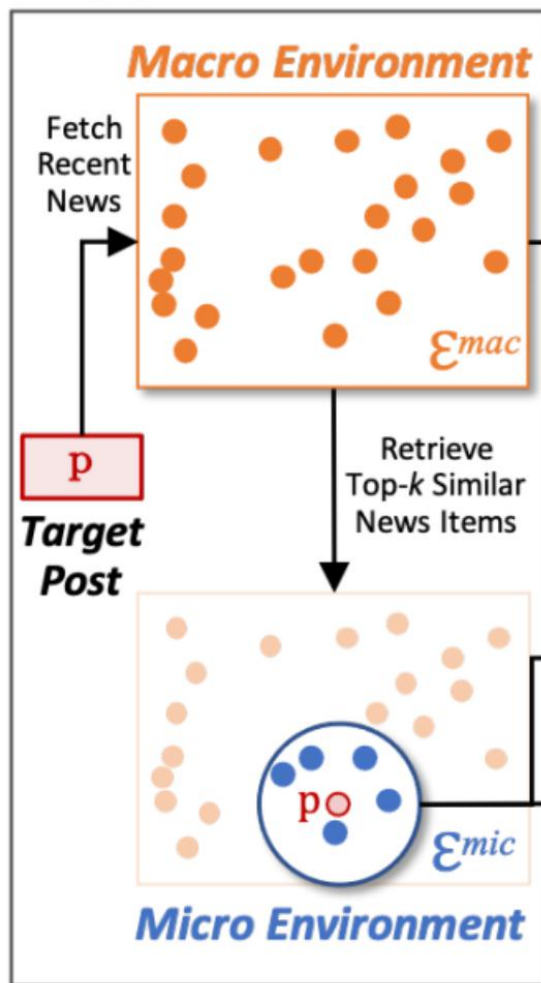 Macro Environment
Fetch
Recent
News
ℰᵐᵃᶜ
p
Target
Post
Retrieve
Top-k Similar
News Items
p
ℰᵐⁱᶜ
Micro Environment